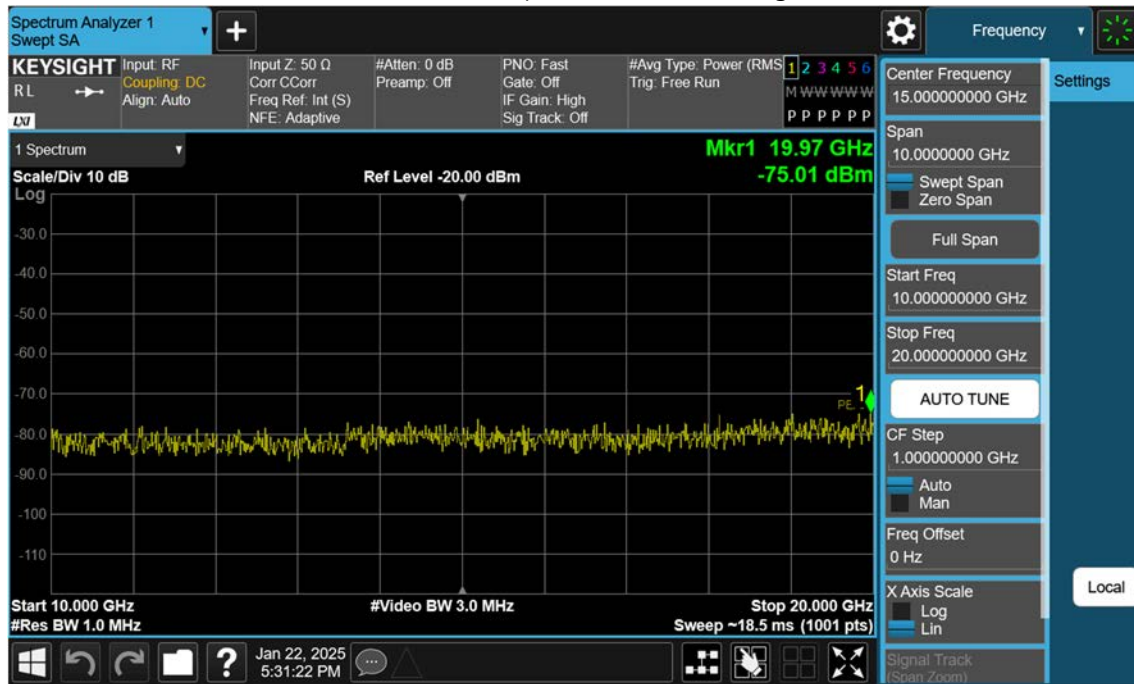 Spectrum Analyzer 1
Swept SA
+
Frequency
KEYSIGHT
RL
LXI
Input: RF
Coupling: DC
Align: Auto
Input Z: 50 Ω
Corr CCorr
Freq Ref: Int (S)
NFE: Adaptive
#Atten: 0 dB
Preamp: Off
PNO: Fast
Gate: Off
IF Gain: High
Sig Track: Off
#Avg Type: Power (RMS
Trig: Free Run
1 2 3 4 5 6
M W W W W W
P P P P P P
1 Spectrum
Scale/Div 10 dB
Log
Ref Level -20.00 dBm
Mkr1 19.97 GHz
-75.01 dBm
-30.0
-40.0
-50.0
-60.0
-70.0
-80.0
-90.0
-100
-110
1
Start 10.000 GHz
#Res BW 1.0 MHz
#Video BW 3.0 MHz
Stop 20.000 GHz
Sweep ~18.5 ms (1001 pts)
Center Frequency
15.000000000 GHz
Span
10.0000000 GHz
Swept Span
Zero Span
Full Span
Start Freq
10.000000000 GHz
Stop Freq
20.000000000 GHz
AUTO TUNE
CF Step
1.000000000 GHz
Auto
Man
Freq Offset
0 Hz
X Axis Scale
Log
Lin
Signal Track
(Span Zoom)
Settings
Local
?
Jan 22, 2025
5:31:22 PM